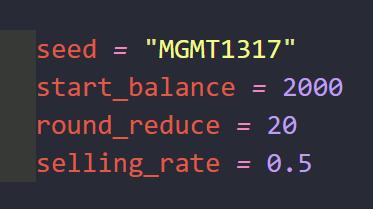 seed = "MGMT1317"
start_balance = 2000
round_reduce = 20
selling_rate = 0.5